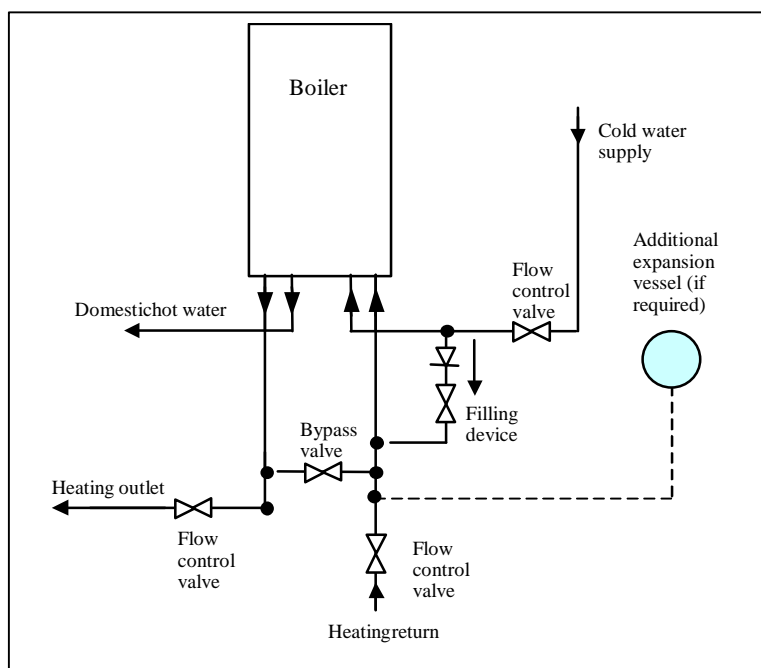 Boiler
Cold water
supply
Additional
expansion
vessel (if
required)
Flow
control
valve
Domestichot water
Filling
device
Bypass
valve
Heating outlet
Flow
control
valve
Flow
control
valve
Heatingreturn